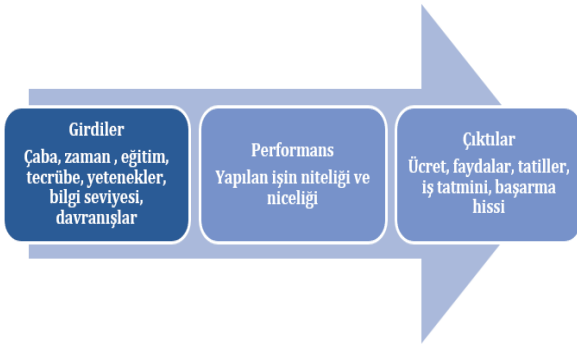 Girdiler
Çaba, zaman , eğitim,
tecrübe, yetenekler,
bilgi seviyesi,
davranışlar
Performans
Yapılan işin niteliği ve
niceliği
Çıktılar
Ücret, faydalar, tatiller,
iş tatmini, başarma
hissi